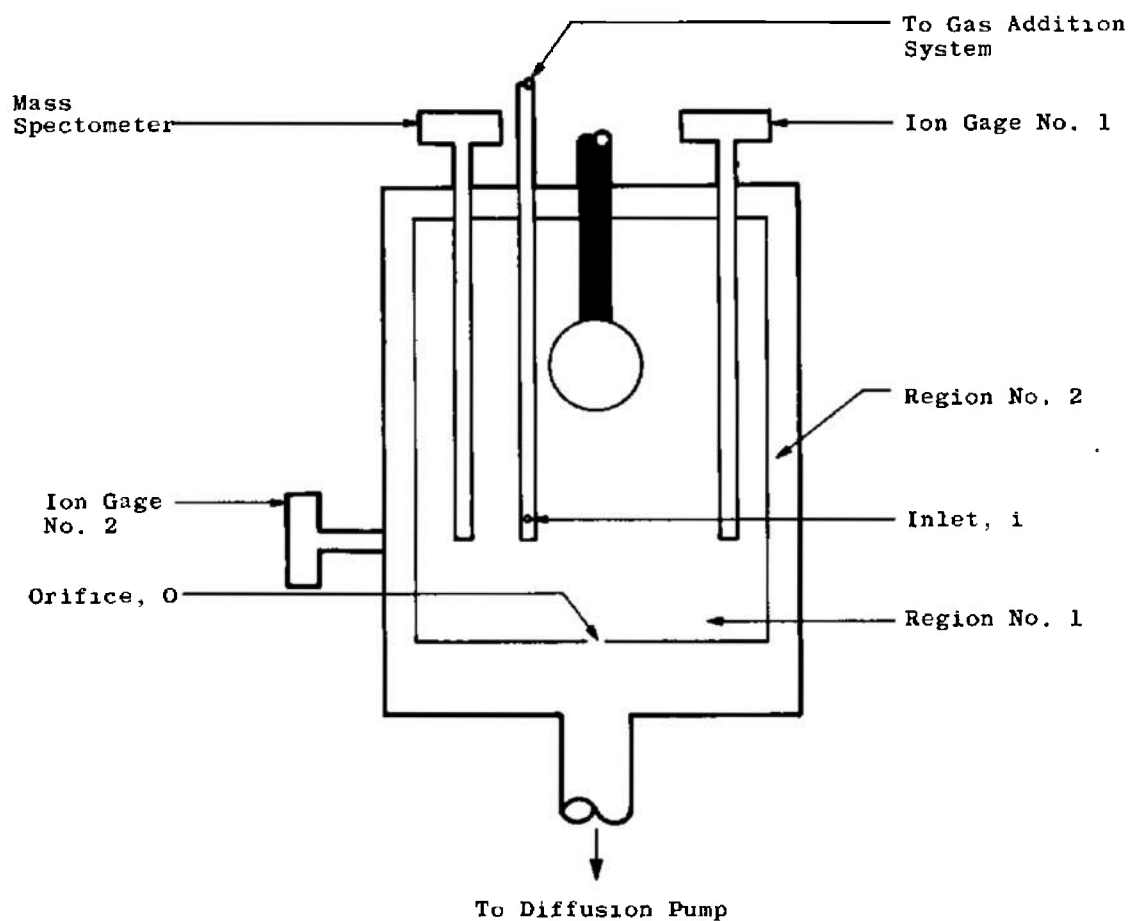 To Gas Addition
System
Mass
Spectometer
Ion Gage No. 1
Region No. 2
Ion Gage
No. 2
Inlet, i
Orifice, O
Region No. 1
To Diffusion Pump